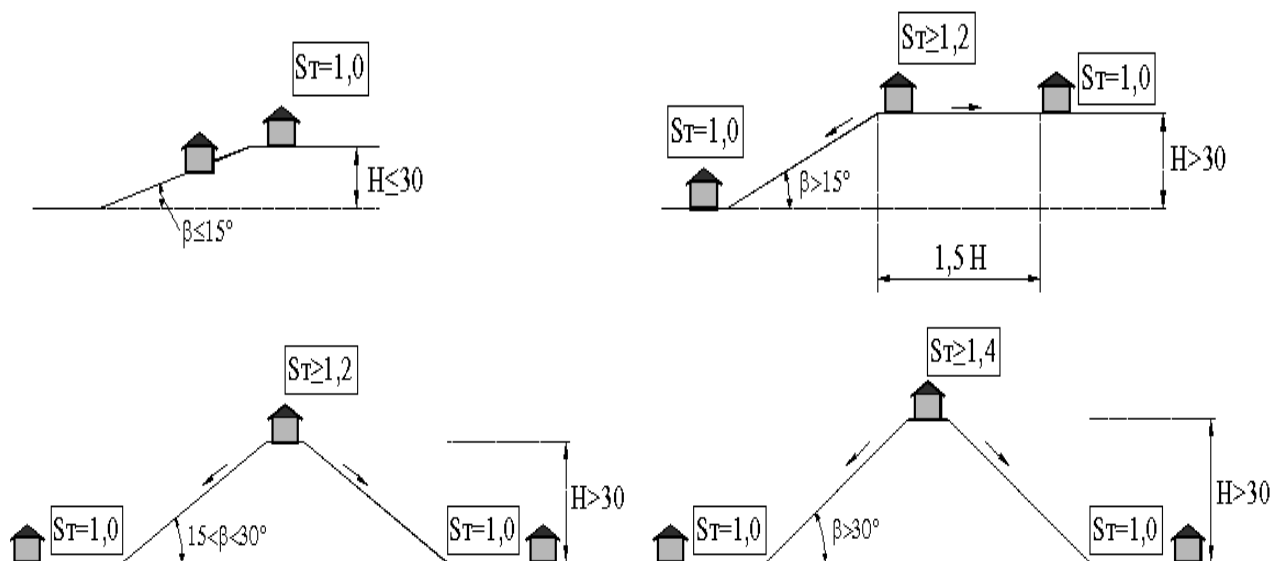 ST=1,0
H≤30
β≤15°
ST≥1,2
ST=1,0
ST=1,0
β>15°
H>30
1,5 H
ST≥1,2
H>30
ST=1,0
15<β<30°
ST=1,0
ST≥1,4
H>30
ST=1,0
β>30°
ST=1,0